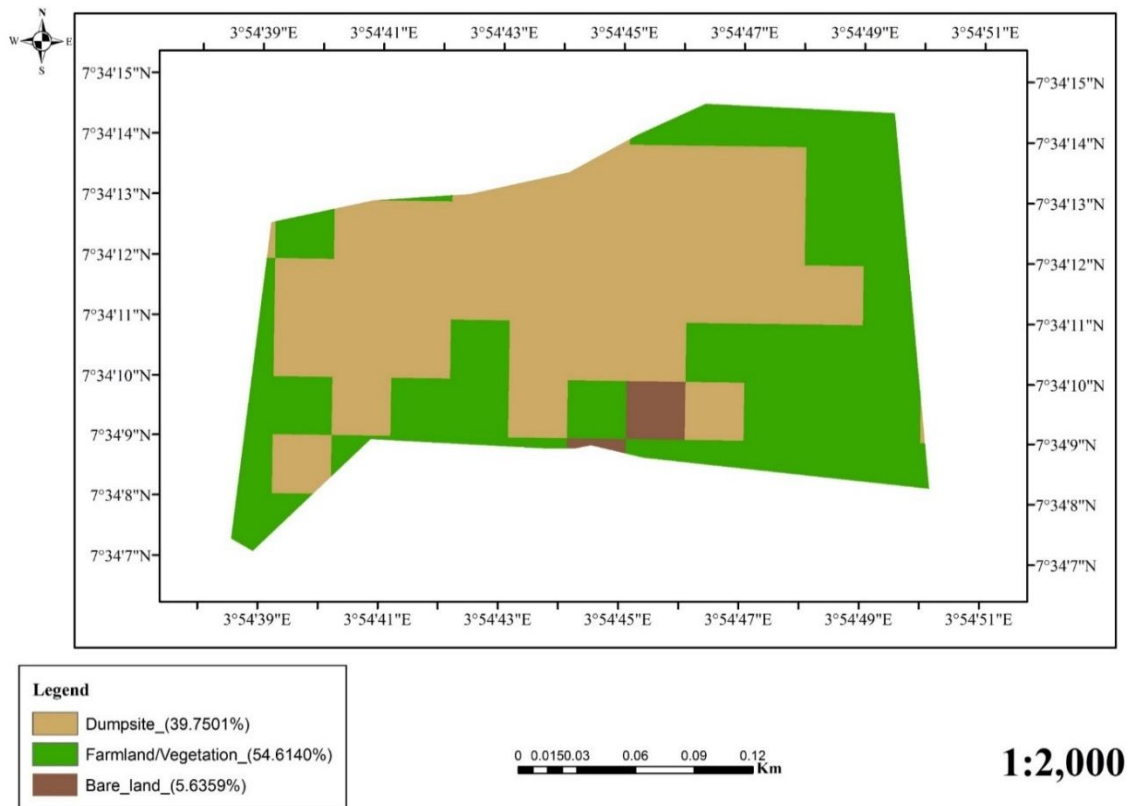 N
W E
S
3°54'39"E 3°54'41"E 3°54'43"E 3°54'45"E 3°54'47"E 3°54'49"E 3°54'51"E
7°34'15"N 7°34'15"N
7°34'14"N 7°34'14"N
7°34'13"N 7°34'13"N
7°34'12"N 7°34'12"N
7°34'11"N 7°34'11"N
7°34'10"N 7°34'10"N
7°34'9"N 7°34'9"N
7°34'8"N 7°34'8"N
7°34'7"N 7°34'7"N
3°54'39"E 3°54'41"E 3°54'43"E 3°54'45"E 3°54'47"E 3°54'49"E 3°54'51"E
Legend
Dumpsite_(39.7501%)
Farmland/Vegetation_(54.6140%)
Bare_land_(5.6359%)
0 0.0150.03 0.06 0.09 0.12
Km
1:2,000